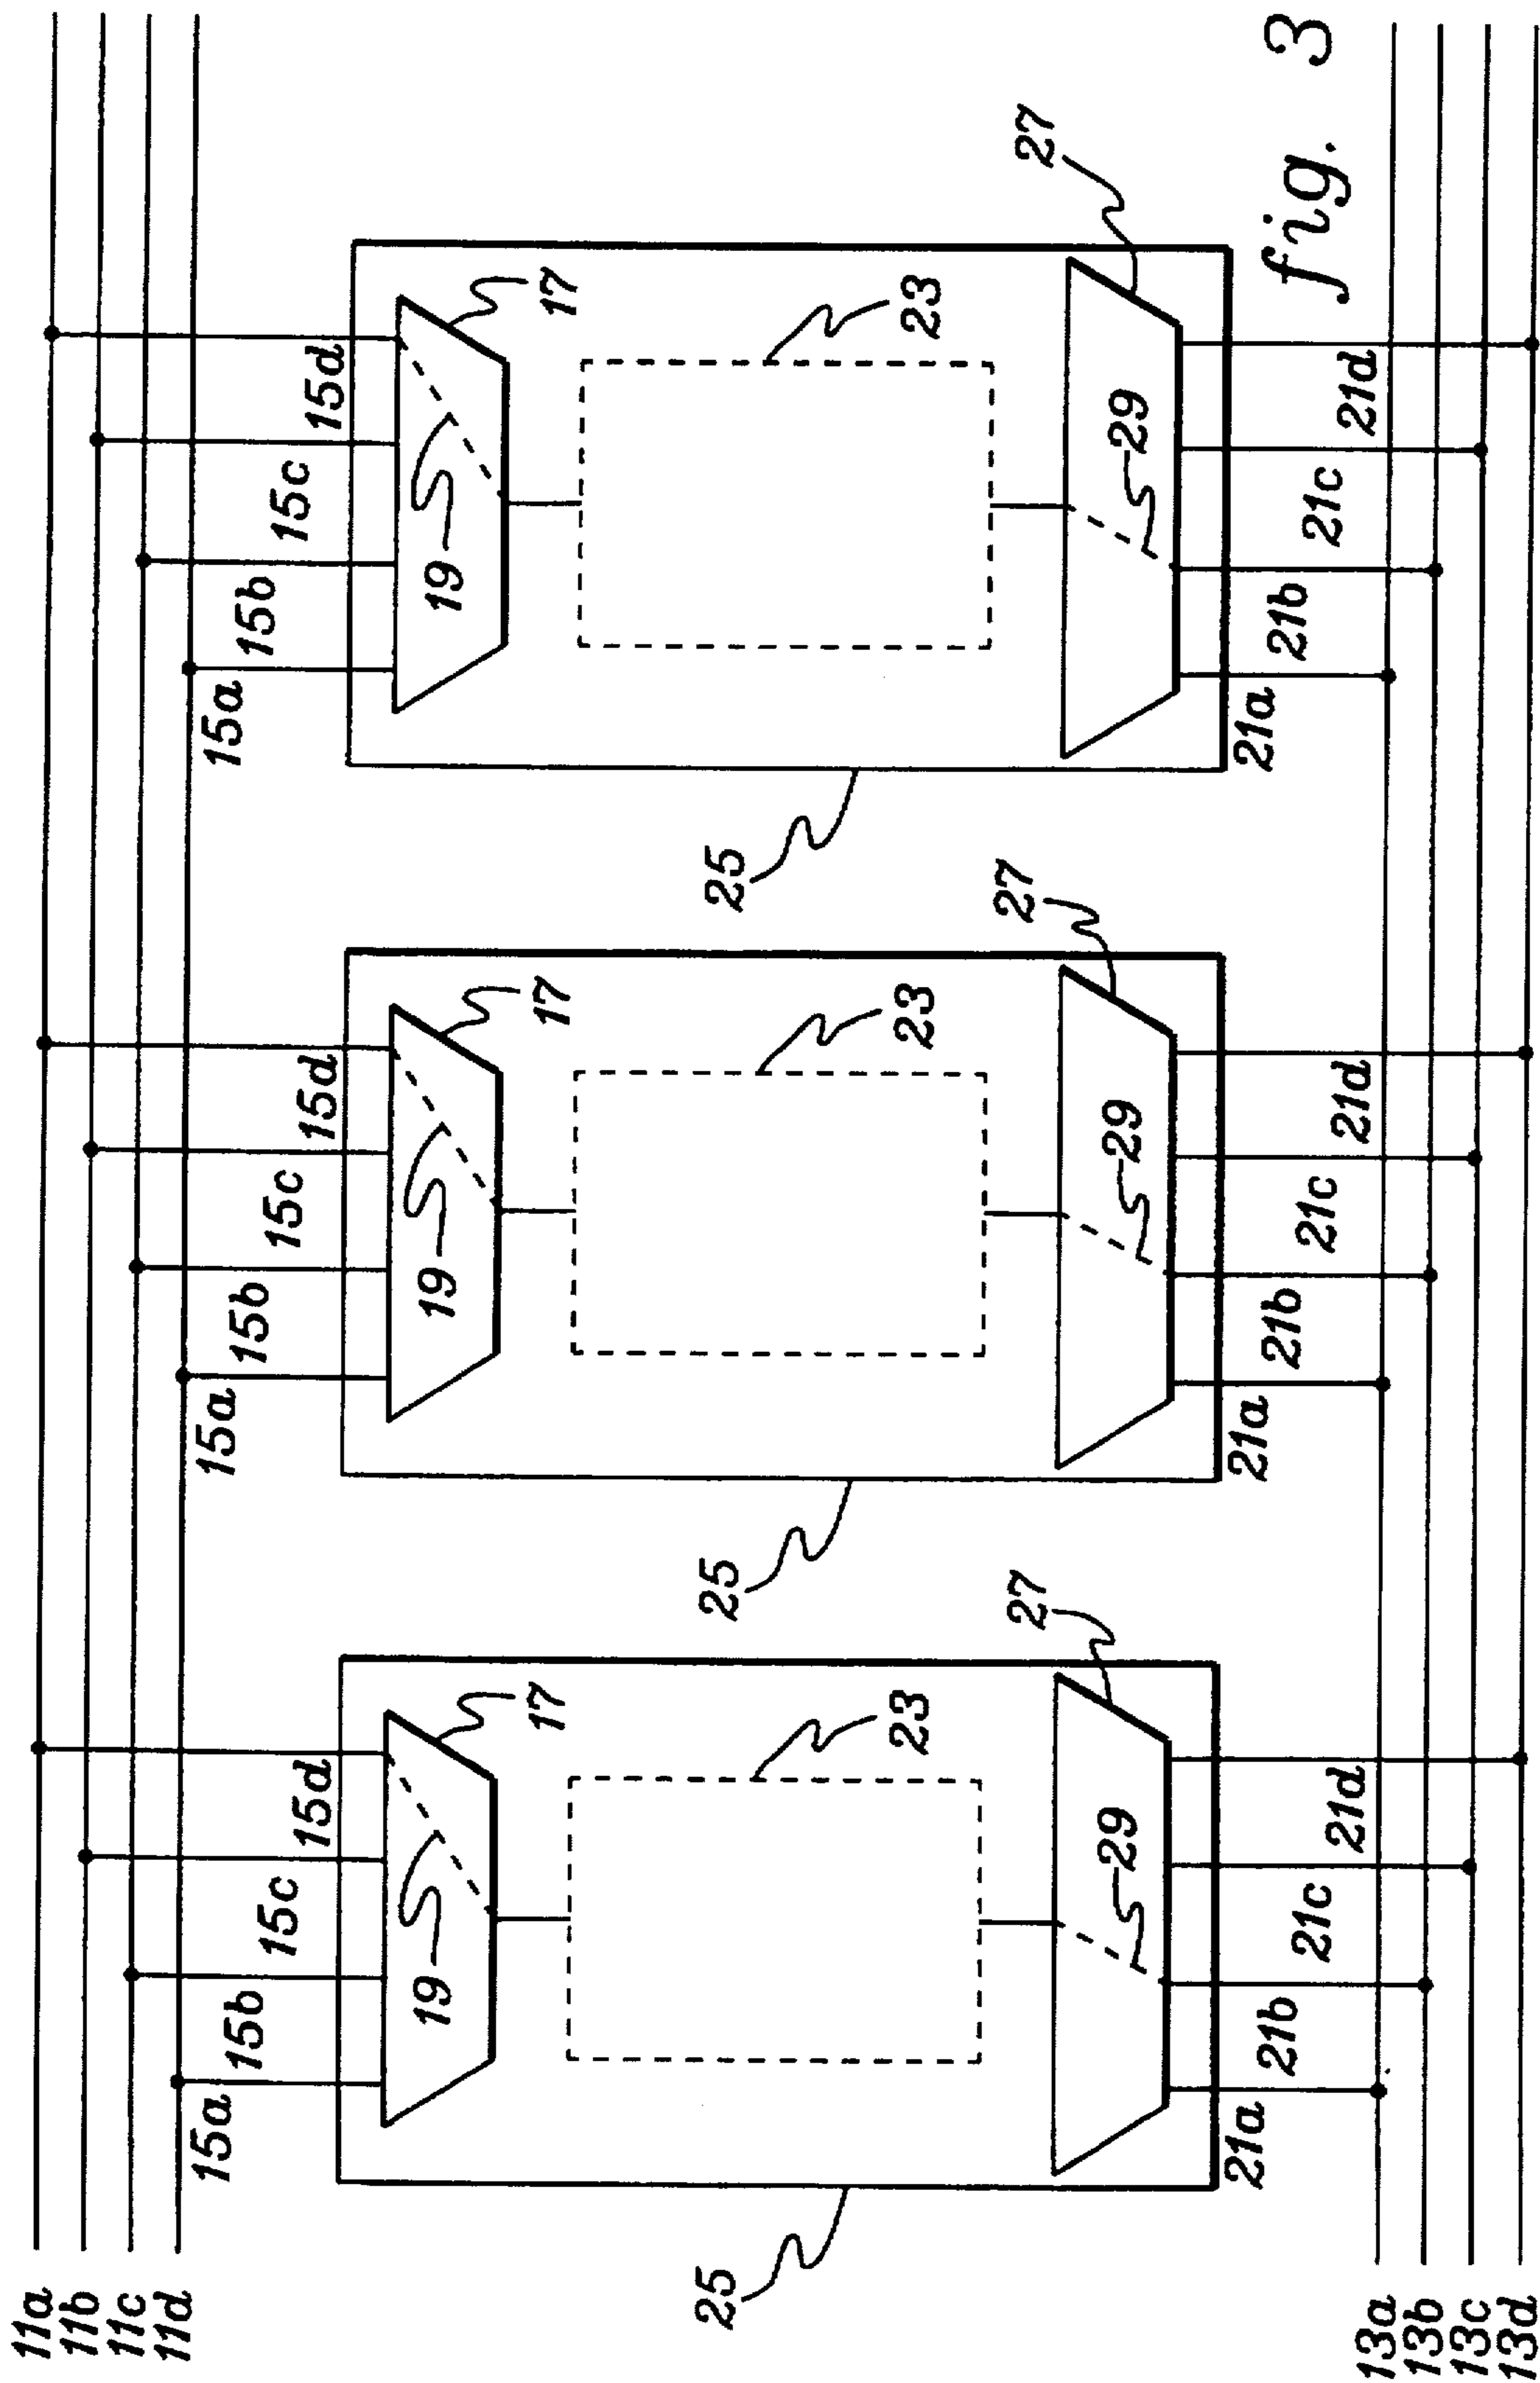 11a
11b
11c
11d
15a 15a 15a
15b 15b 15b
15c 15c 15c
15d 15d 15d
19 19 19
17 17 17
25 25 25
23 23 23
27 27 27
29 29 29
21a 21a 21a
21b 21b 21b
21c 21c 21c
21d 21d 21d
fig. 3
13a
13b
13c
13d